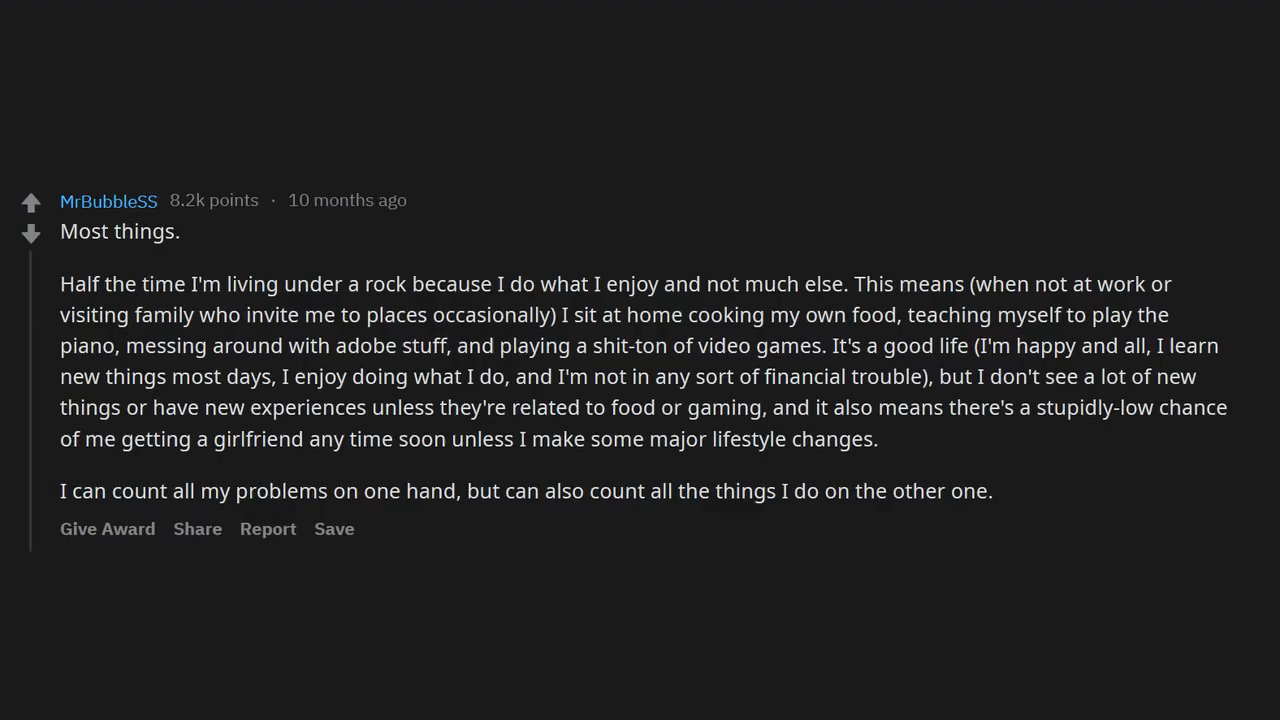 MrBubbleSS 8.2k points · 10 months ago
Most things.
Half the time I'm living under a rock because I do what I enjoy and not much else. This means (when not at work or
visiting family who invite me to places occasionally) I sit at home cooking my own food, teaching myself to play the
piano, messing around with adobe stuff, and playing a shit-ton of video games. It's a good life (I'm happy and all, I learn
new things most days, I enjoy doing what I do, and I'm not in any sort of financial trouble), but I don't see a lot of new
things or have new experiences unless they're related to food or gaming, and it also means there's a stupidly-low chance
of me getting a girlfriend any time soon unless I make some major lifestyle changes.
I can count all my problems on one hand, but can also count all the things I do on the other one.
Give Award Share Report Save